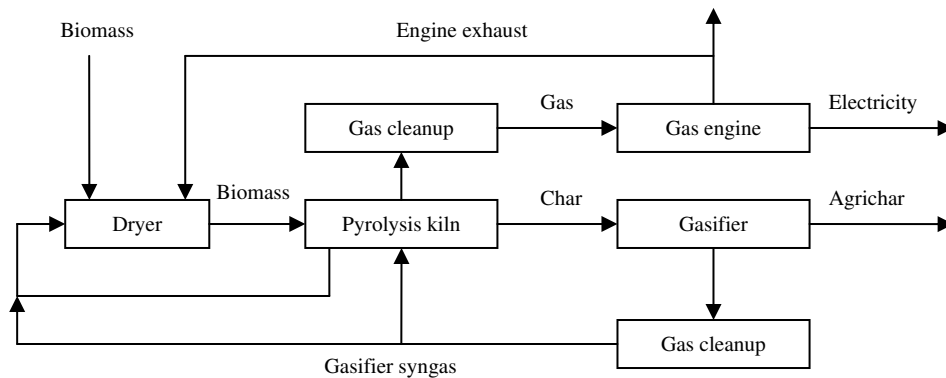 Biomass
Engine exhaust
Gas cleanup
Gas
Gas engine
Electricity
Dryer
Biomass
Pyrolysis kiln
Char
Gasifier
Agrichar
Gas cleanup
Gasifier syngas